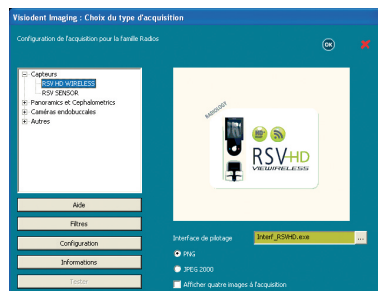 Visiodent Imaging : Choix du type d'acquisition
Configuration de l'acquisition pour la famille Radios
OK
Capteurs
RSV HD WIRELESS
RSV SENSOR
Panoramics et Cephalometrics
Caméras endobuccales
Autres
RADIOLOGY
HD
RSV-HD
VIEWIRELESS
Aide
Filtres
Configuration
Informations
Tester
Interface de pilotage
Interf_RSVHD.exe
...
PNG
JPEG 2000
Afficher quatre images à l'acquisition